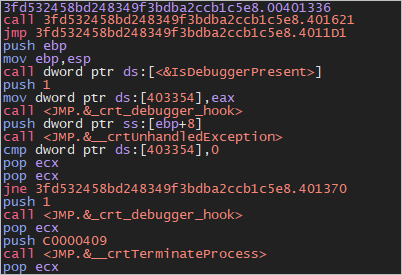 3fd532458bd248349f3bdba2ccb1c5e8.00401336
call 3fd532458bd248349f3bdba2ccb1c5e8.401621
jmp 3fd532458bd248349f3bdba2ccb1c5e8.4011D1
push ebp
mov ebp,esp
call dword ptr ds:[<&IsDebuggerPresent>]
push 1
mov dword ptr ds:[403354],eax
call <JMP.&_crt_debugger_hook>
push dword ptr ss:[ebp+8]
call <JMP.&__crtUnhandledException>
cmp dword ptr ds:[403354],0
pop ecx
pop ecx
jne 3fd532458bd248349f3bdba2ccb1c5e8.401370
push 1
call <JMP.&_crt_debugger_hook>
pop ecx
push C0000409
call <JMP.&__crtTerminateProcess>
pop ecx